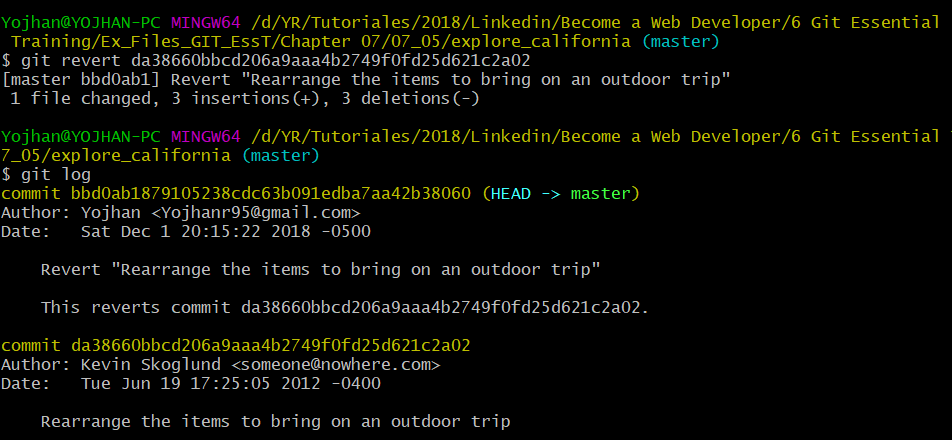 Yojhan@YOJHAN-PC MINGW64 /d/YR/Tutoriales/2018/Linkedin/Become a Web Developer/6 Git Essential
Training/Ex_Files_GIT_EssT/Chapter 07/07_05/explore_california (master)
$ git revert da38660bbcd206a9aaa4b2749f0fd25d621c2a02
[master bbd0ab1] Revert "Rearrange the items to bring on an outdoor trip"
1 file changed, 3 insertions(+), 3 deletions(-)
Yojhan@YOJHAN-PC MINGW64 /d/YR/Tutoriales/2018/Linkedin/Become a Web Developer/6 Git Essential
7_05/explore_california (master)
$ git log
commit bbd0ab1879105238cdc63b091edba7aa42b38060 (HEAD -> master)
Author: Yojhan <Yojhanr95@gmail.com>
Date:   Sat Dec 1 20:15:22 2018 -0500
Revert "Rearrange the items to bring on an outdoor trip"
This reverts commit da38660bbcd206a9aaa4b2749f0fd25d621c2a02.
commit da38660bbcd206a9aaa4b2749f0fd25d621c2a02
Author: Kevin Skoglund <someone@nowhere.com>
Date:   Tue Jun 19 17:25:05 2012 -0400
Rearrange the items to bring on an outdoor trip